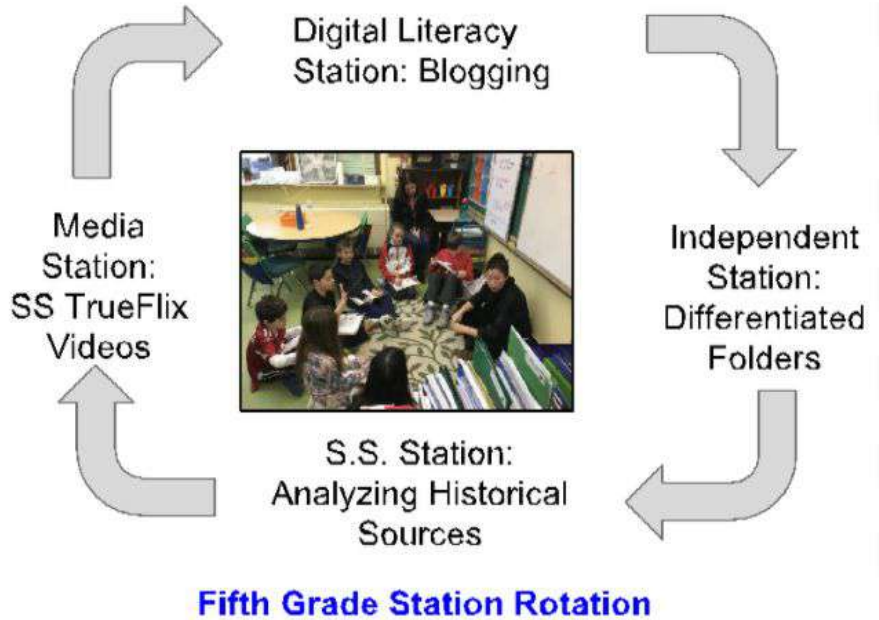 Digital Literacy
Station: Blogging
Independent
Station:
Differentiated
Folders
S.S. Station:
Analyzing Historical
Sources
Media
Station:
SS TrueFlix
Videos
Fifth Grade Station Rotation